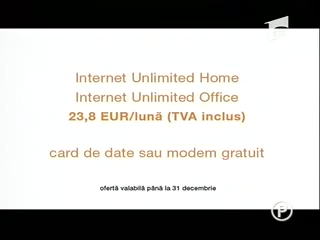 Internet Unlimited Home
Internet Unlimited Office
23,8 EUR/lună (TVA inclus)
card de date sau modem gratuit
ofertă valabilă până la 31 decembrie
1
P